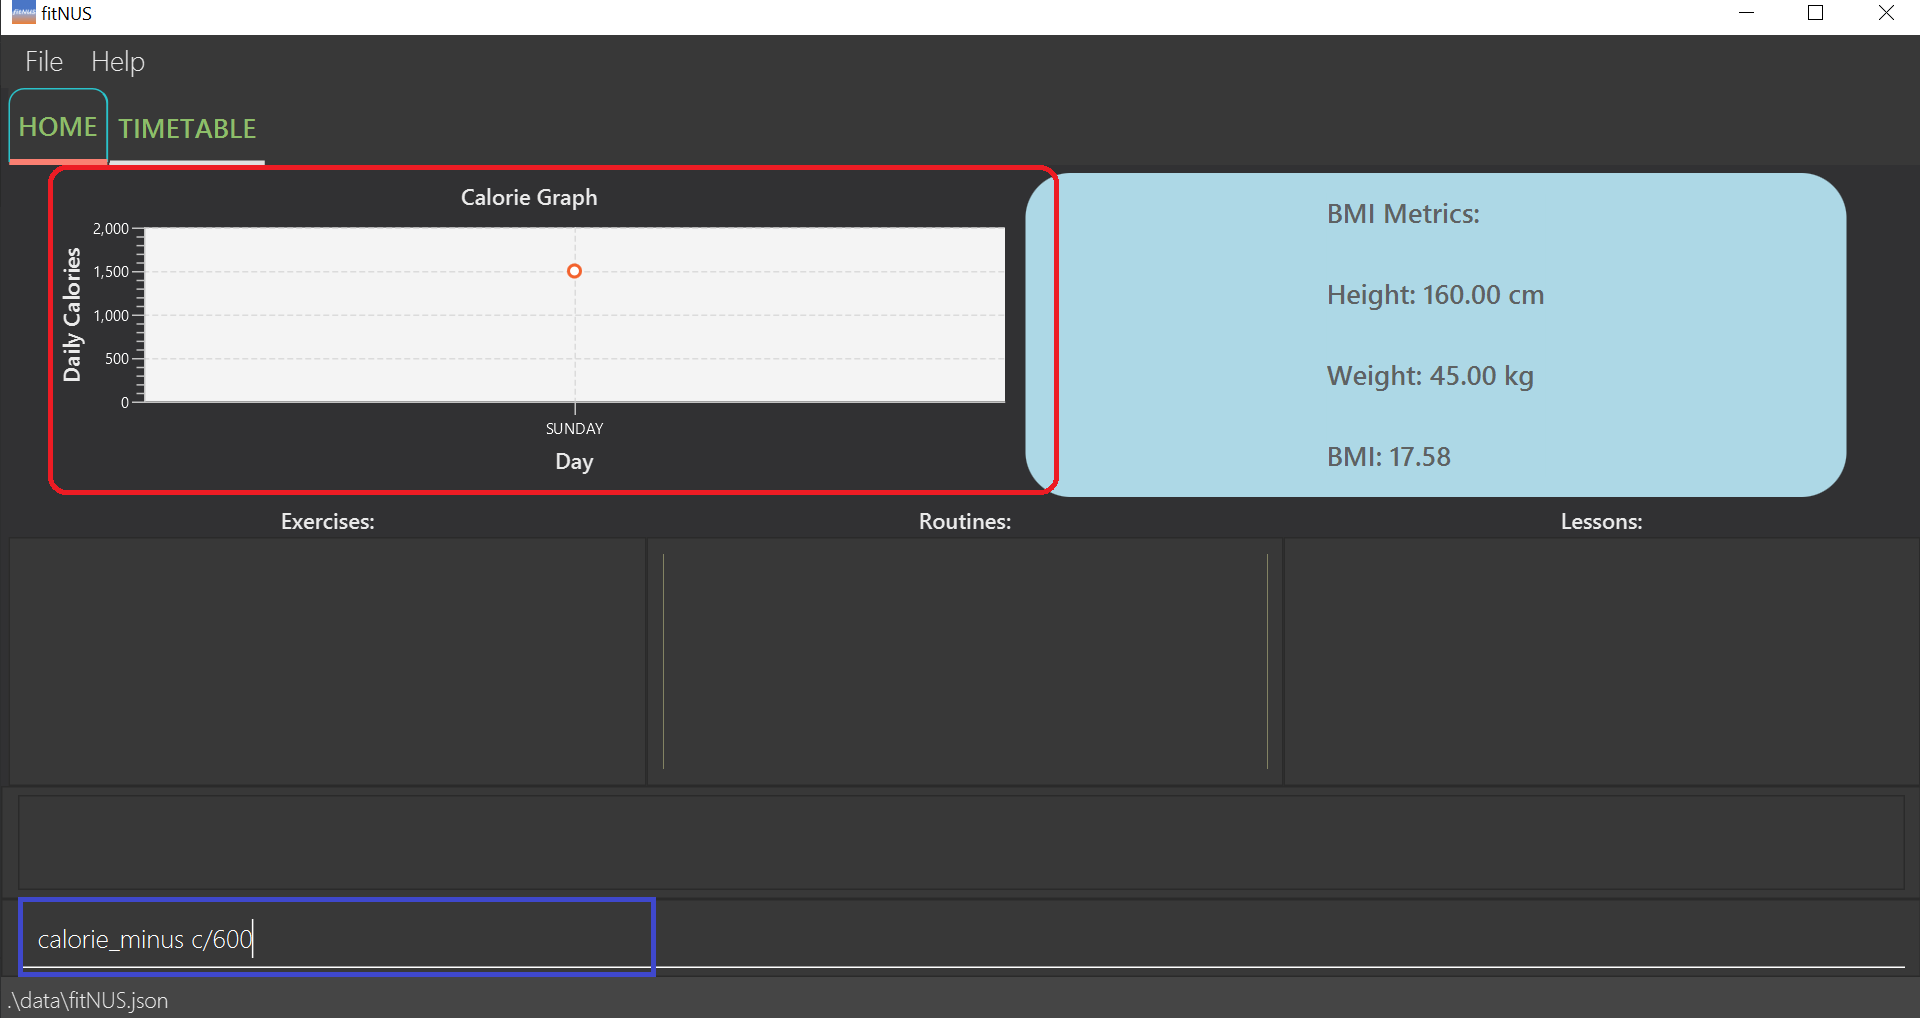 fitNUS
File Help
HOME TIMETABLE
Calorie Graph
Daily Calories
2,000
1,500
1,000
500
0
SUNDAY
Day
BMI Metrics:
Height: 160.00 cm
Weight: 45.00 kg
BMI: 17.58
Exercises: Routines: Lessons:
calorie_minus c/600
.\data\fitNUS.json